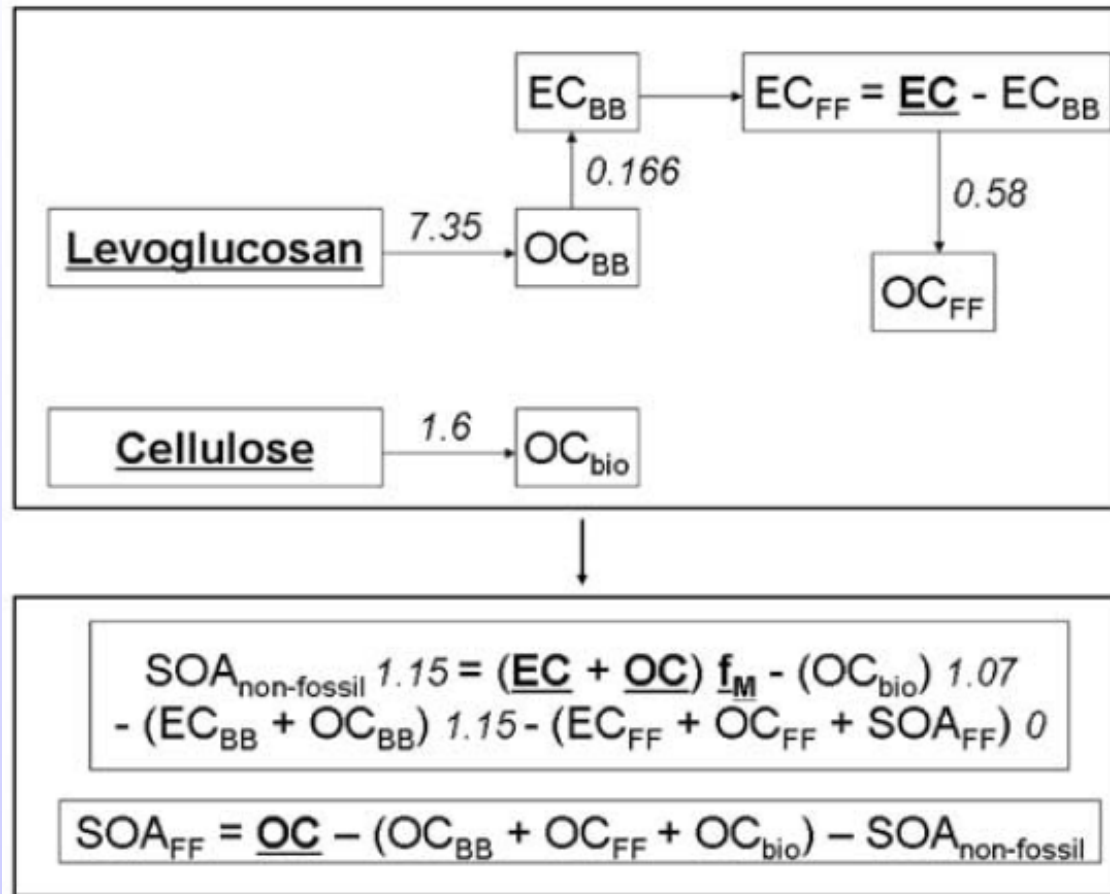 EC_BB EC_FF = EC - EC_BB
0.166 0.58
Levoglucosan 7.35 OC_BB
OC_FF
Cellulose 1.6 OC_bio
SOA_non-fossil 1.15 = (EC + OC) f_M - (OC_bio) 1.07
- (EC_BB + OC_BB) 1.15 - (EC_FF + OC_FF + SOA_FF) 0
SOA_FF = OC – (OC_BB + OC_FF + OC_bio) – SOA_non-fossil